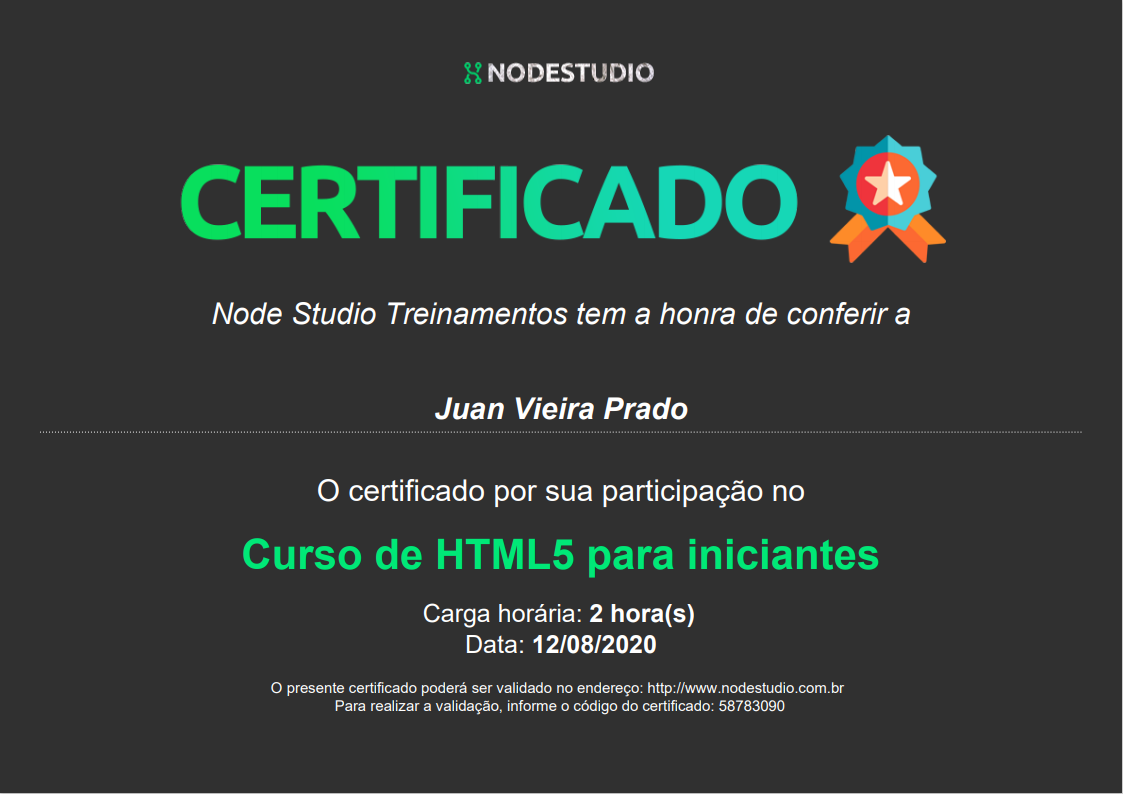 NODESTUDIO
CERTIFICADO
Node Studio Treinamentos tem a honra de conferir a
Juan Vieira Prado
O certificado por sua participação no
Curso de HTML5 para iniciantes
Carga horária: 2 hora(s)
Data: 12/08/2020
O presente certificado poderá ser validado no endereço: http://www.nodestudio.com.br
Para realizar a validação, informe o código do certificado: 58783090